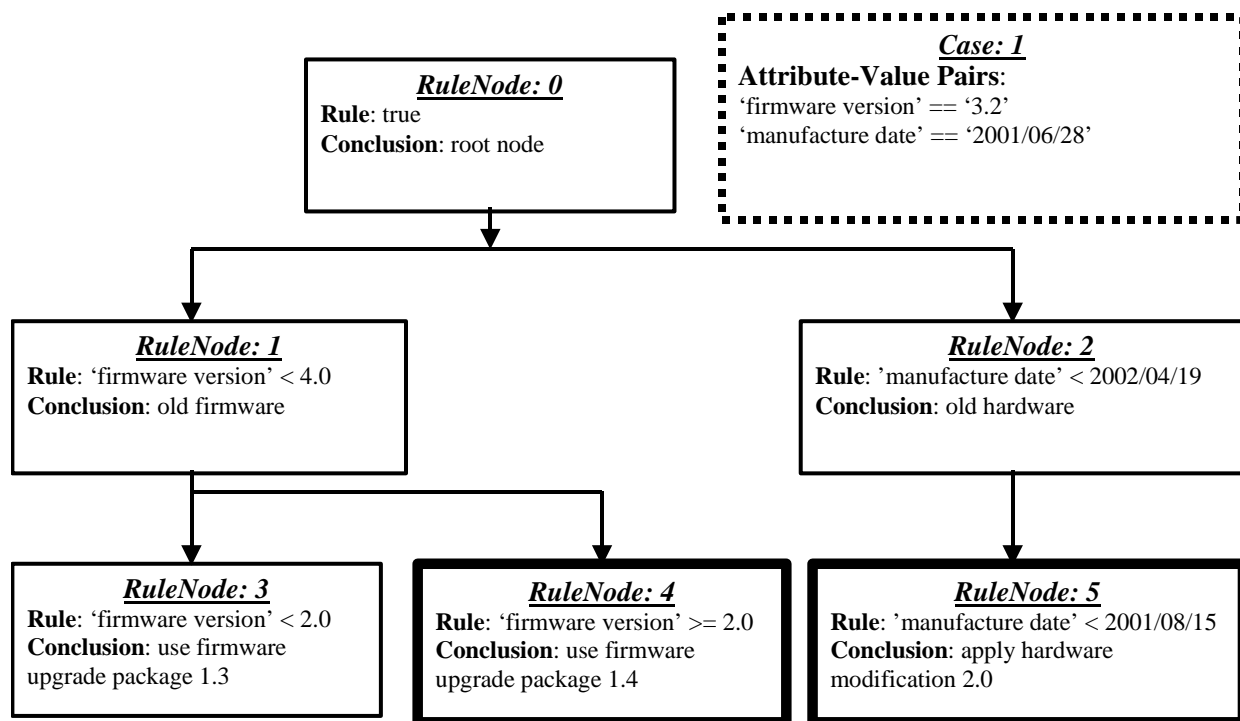 RuleNode: 0
Rule: true
Conclusion: root node
Case: 1
Attribute-Value Pairs:
‘firmware version’ == ‘3.2’
‘manufacture date’ == ‘2001/06/28’
RuleNode: 1
Rule: ‘firmware version’ < 4.0
Conclusion: old firmware
RuleNode: 2
Rule: ’manufacture date’ < 2002/04/19
Conclusion: old hardware
RuleNode: 3
Rule: ‘firmware version’ < 2.0
Conclusion: use firmware
upgrade package 1.3
RuleNode: 4
Rule: ‘firmware version’ >= 2.0
Conclusion: use firmware
upgrade package 1.4
RuleNode: 5
Rule: ’manufacture date’ < 2001/08/15
Conclusion: apply hardware
modification 2.0